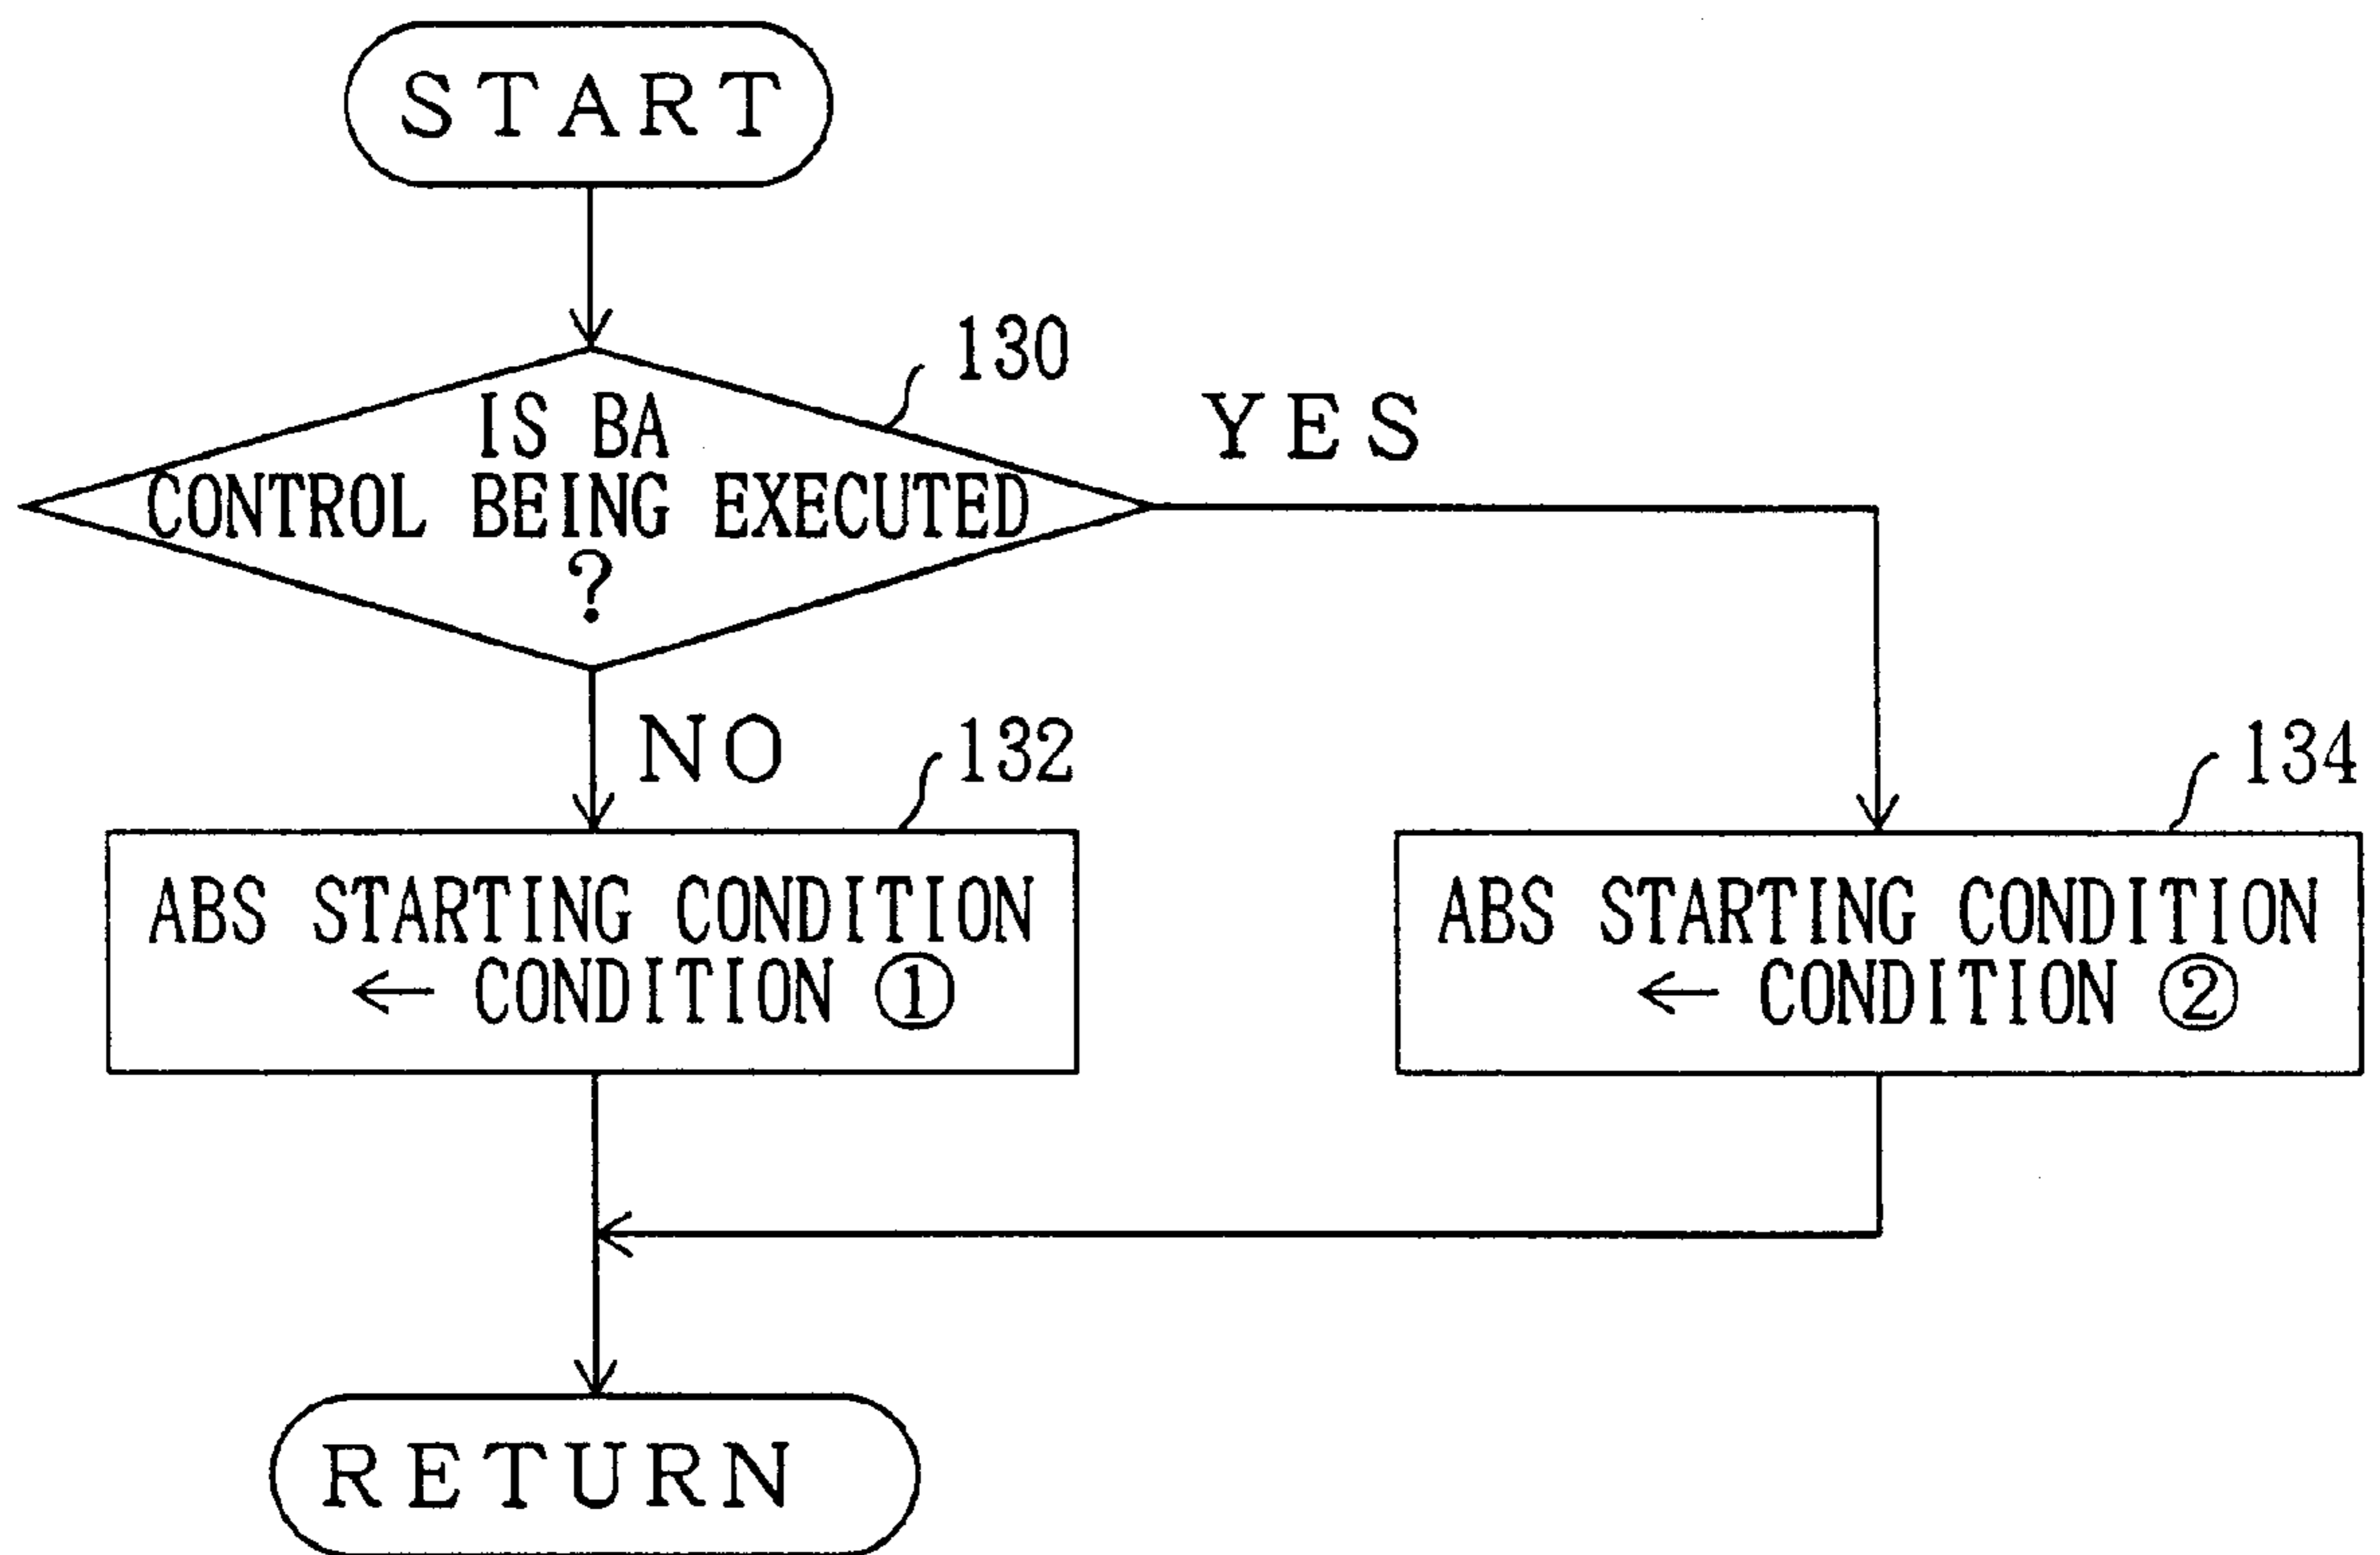 START
130
IS BA
CONTROL BEING EXECUTED
?
YES
NO
132
ABS STARTING CONDITION
← CONDITION ①
134
ABS STARTING CONDITION
← CONDITION ②
RETURN